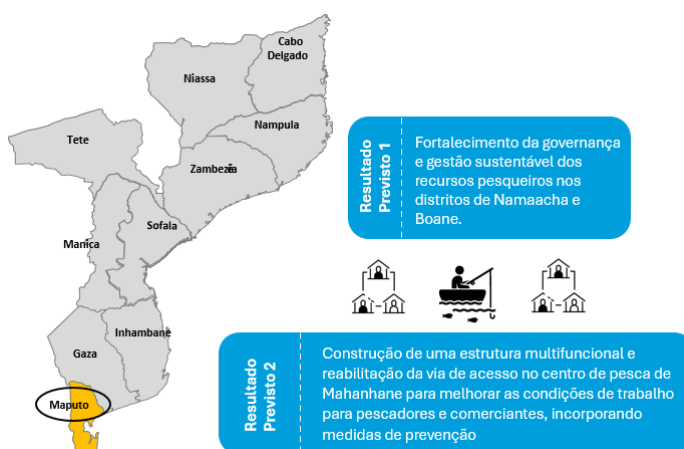 Cabo
Delgado
Niassa
Nampula
Tete
Zambezia
Sofala
Manica
Inhambane
Gaza
Maputo
Resultado
Previsto 1
Fortalecimento da governança
e gestão sustentável dos
recursos pesqueiros nos
distritos de Namaacha e
Boane.
Resultado
Previsto 2
Construção de uma estrutura multifuncional e
reabilitação da via de acesso no centro de pesca de
Mahanhane para melhorar as condições de trabalho
para pescadores e comerciantes, incorporando
medidas de prevenção